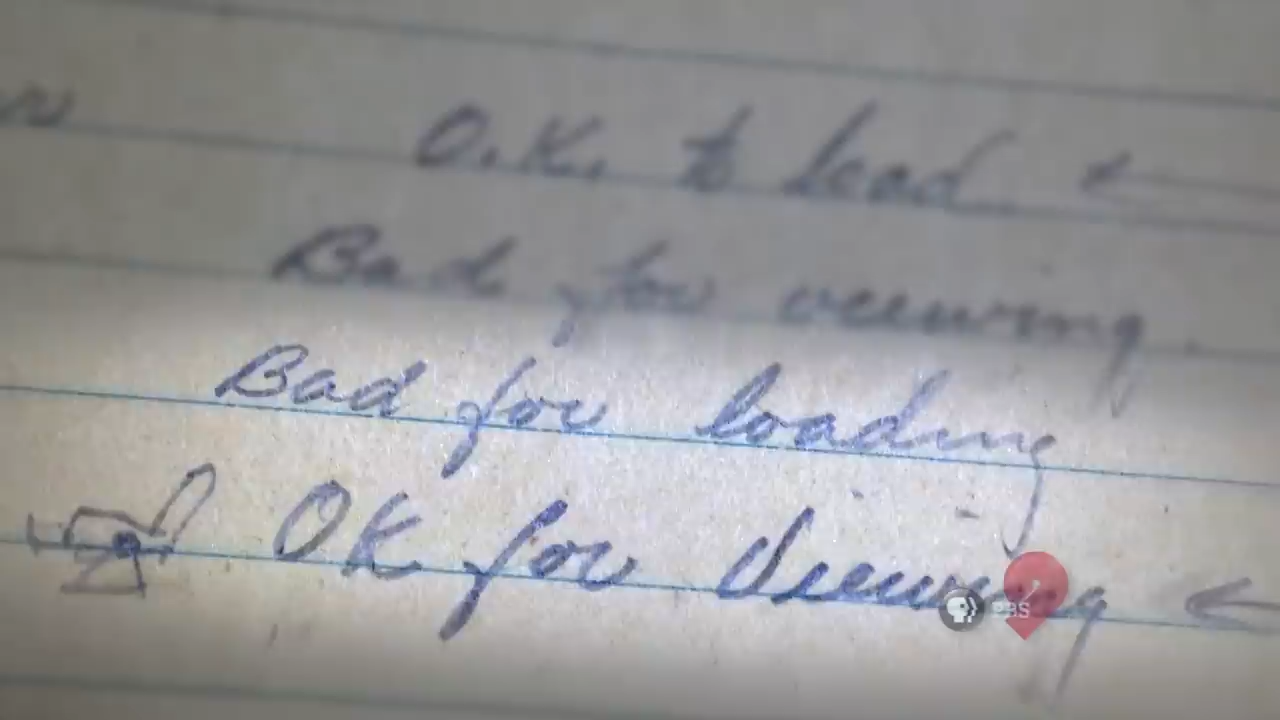 O.K. to load
Bad for viewing.
Bad for loading
OK for Viewing
PBS